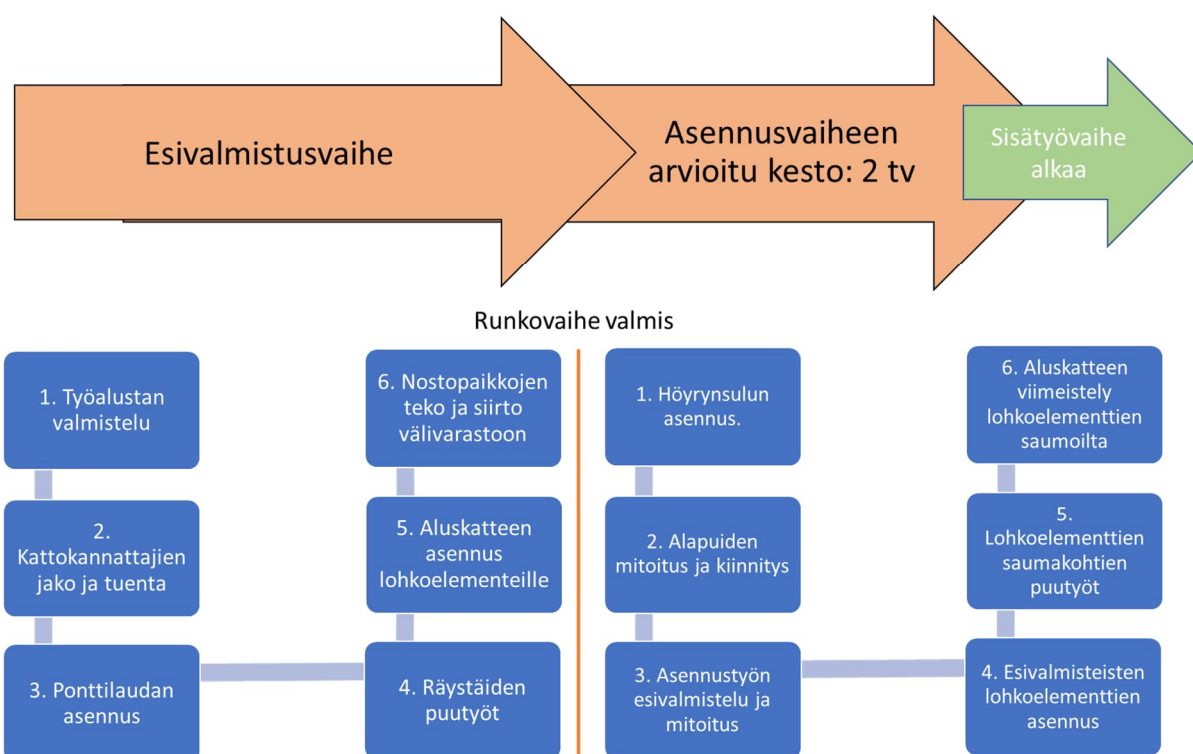 Esivalmistusvaihe
Asennusvaiheen
arvioitu kesto: 2 tv
Sisätyövaihe
alkaa
Runkovaihe valmis
1. Työalustan
valmistelu
2.
Kattokannattajien
jako ja tuenta
3. Ponttilaudan
asennus
4. Räystäiden
puutyöt
5. Aluskatteen
asennus
lohkoelementeille
6. Nostopaikkojen
teko ja siirto
välivarastoon
1. Höyrynsulun
asennus.
2. Alapuiden
mitoitus ja kiinnitys
3. Asennustyön
esivalmistelu ja
mitoitus
4. Esivalmisteisten
lohkoelementtien
asennus
5.
Lohkoelementtien
saumakohtien
puutyöt
6. Aluskatteen
viimeistely
lohkoelementtien
saumoilta